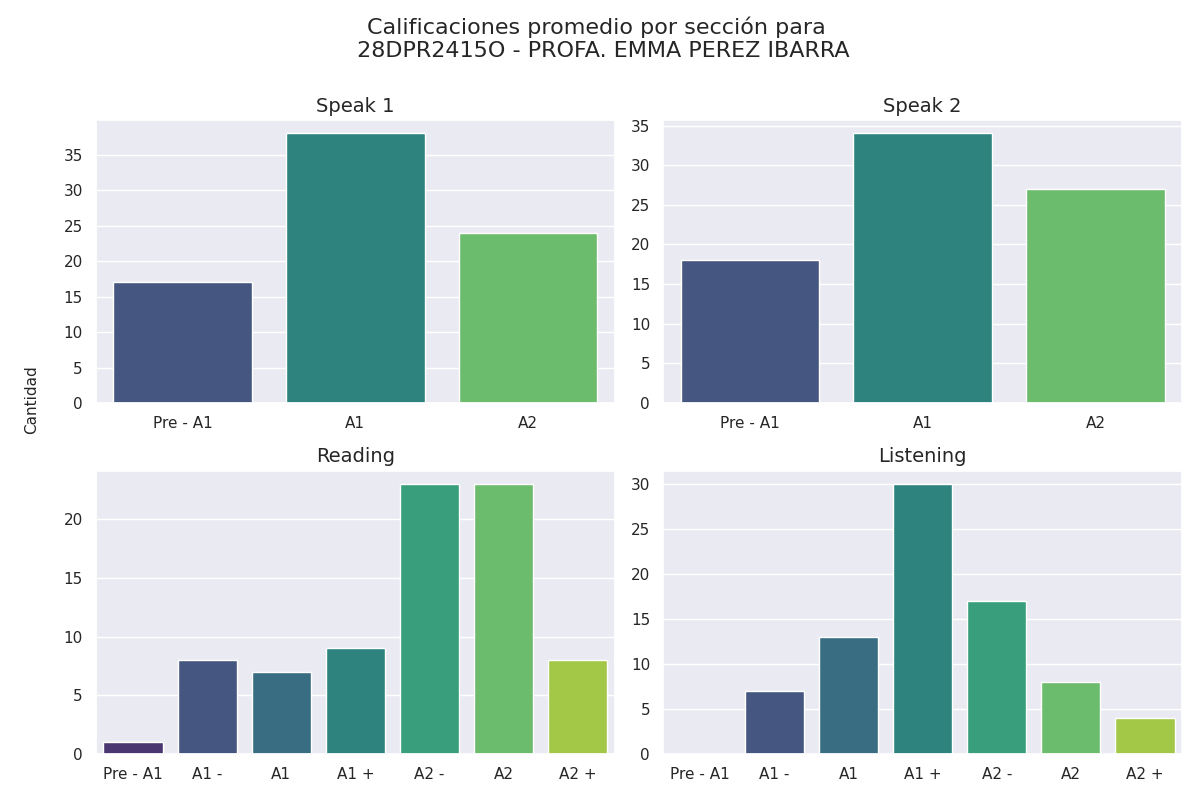 Calificaciones promedio por sección para
28DPR2415O - PROFA. EMMA PEREZ IBARRA
Cantidad
Speak 1
35
30
25
20
15
10
5
0
Pre - A1 A1 A2
Speak 2
35
30
25
20
15
10
5
0
Pre - A1 A1 A2
Reading
20
15
10
5
0
Pre - A1 A1 - A1 A1 + A2 - A2 A2 +
Listening
30
25
20
15
10
5
0
Pre - A1 A1 - A1 A1 + A2 - A2 A2 +